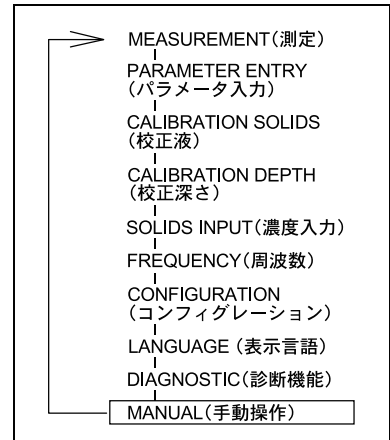 MEASUREMENT(測定)
PARAMETER ENTRY
(パラメータ入力)
CALIBRATION SOLIDS
(校正液)
CALIBRATION DEPTH
(校正深さ)
SOLIDS INPUT(濃度入力)
FREQUENCY(周波数)
CONFIGURATION
(コンフィグレーション)
LANGUAGE (表示言語)
DIAGNOSTIC(診断機能)
MANUAL(手動操作)